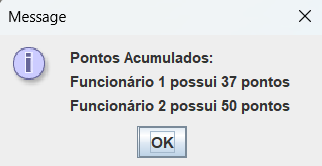 Message
Pontos Acumulados:
Funcionário 1 possui 37 pontos
Funcionário 2 possui 50 pontos
OK